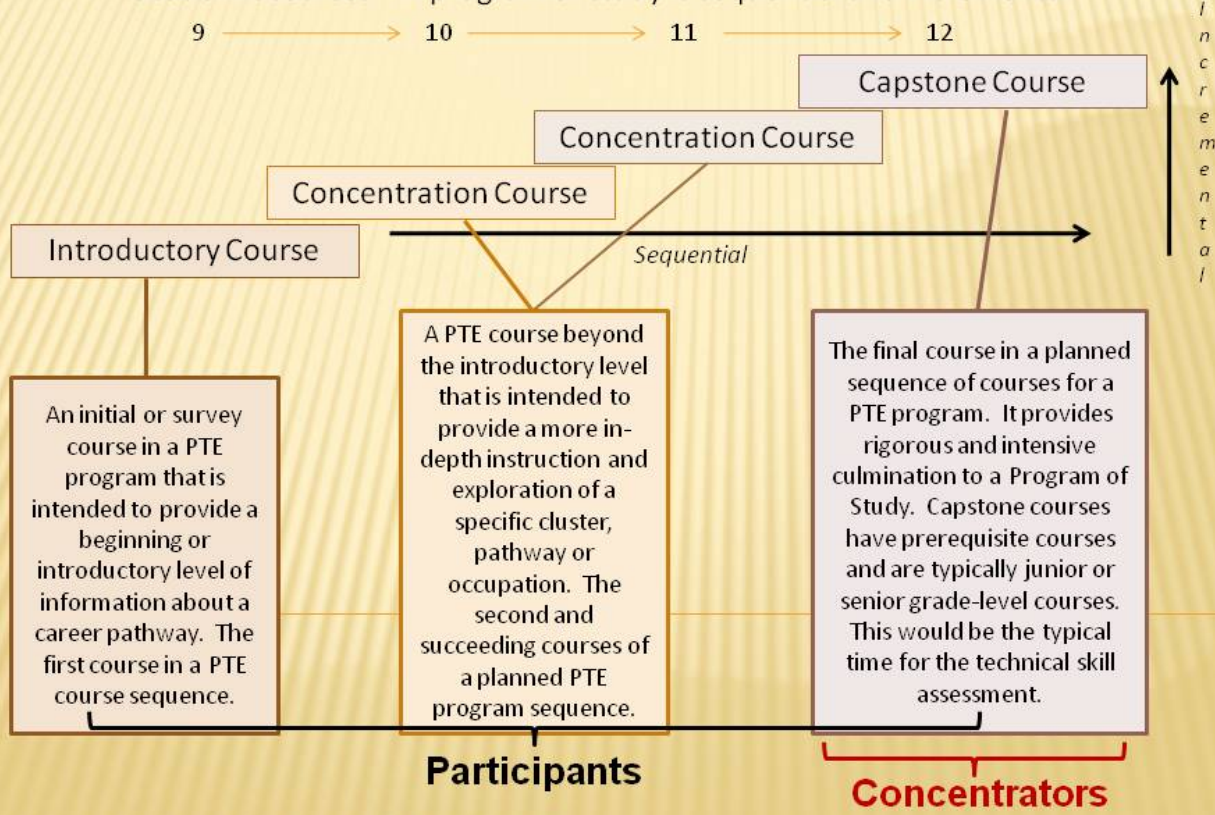 9 10 11 12
Capstone Course
Concentration Course
Concentration Course
Introductory Course
Sequential
Incremental
An initial or survey
course in a PTE
program that is
intended to provide a
beginning or
introductory level of
information about a
career pathway. The
first course in a PTE
course sequence.
A PTE course beyond
the introductory level
that is intended to
provide a more in-
depth instruction and
exploration of a
specific cluster,
pathway or
occupation. The
second and
succeeding courses of
a planned PTE
program sequence.
The final course in a planned
sequence of courses for a
PTE program. It provides
rigorous and intensive
culmination to a Program of
Study. Capstone courses
have prerequisite courses
and are typically junior or
senior grade-level courses.
This would be the typical
time for the technical skill
assessment.
Participants
Concentrators